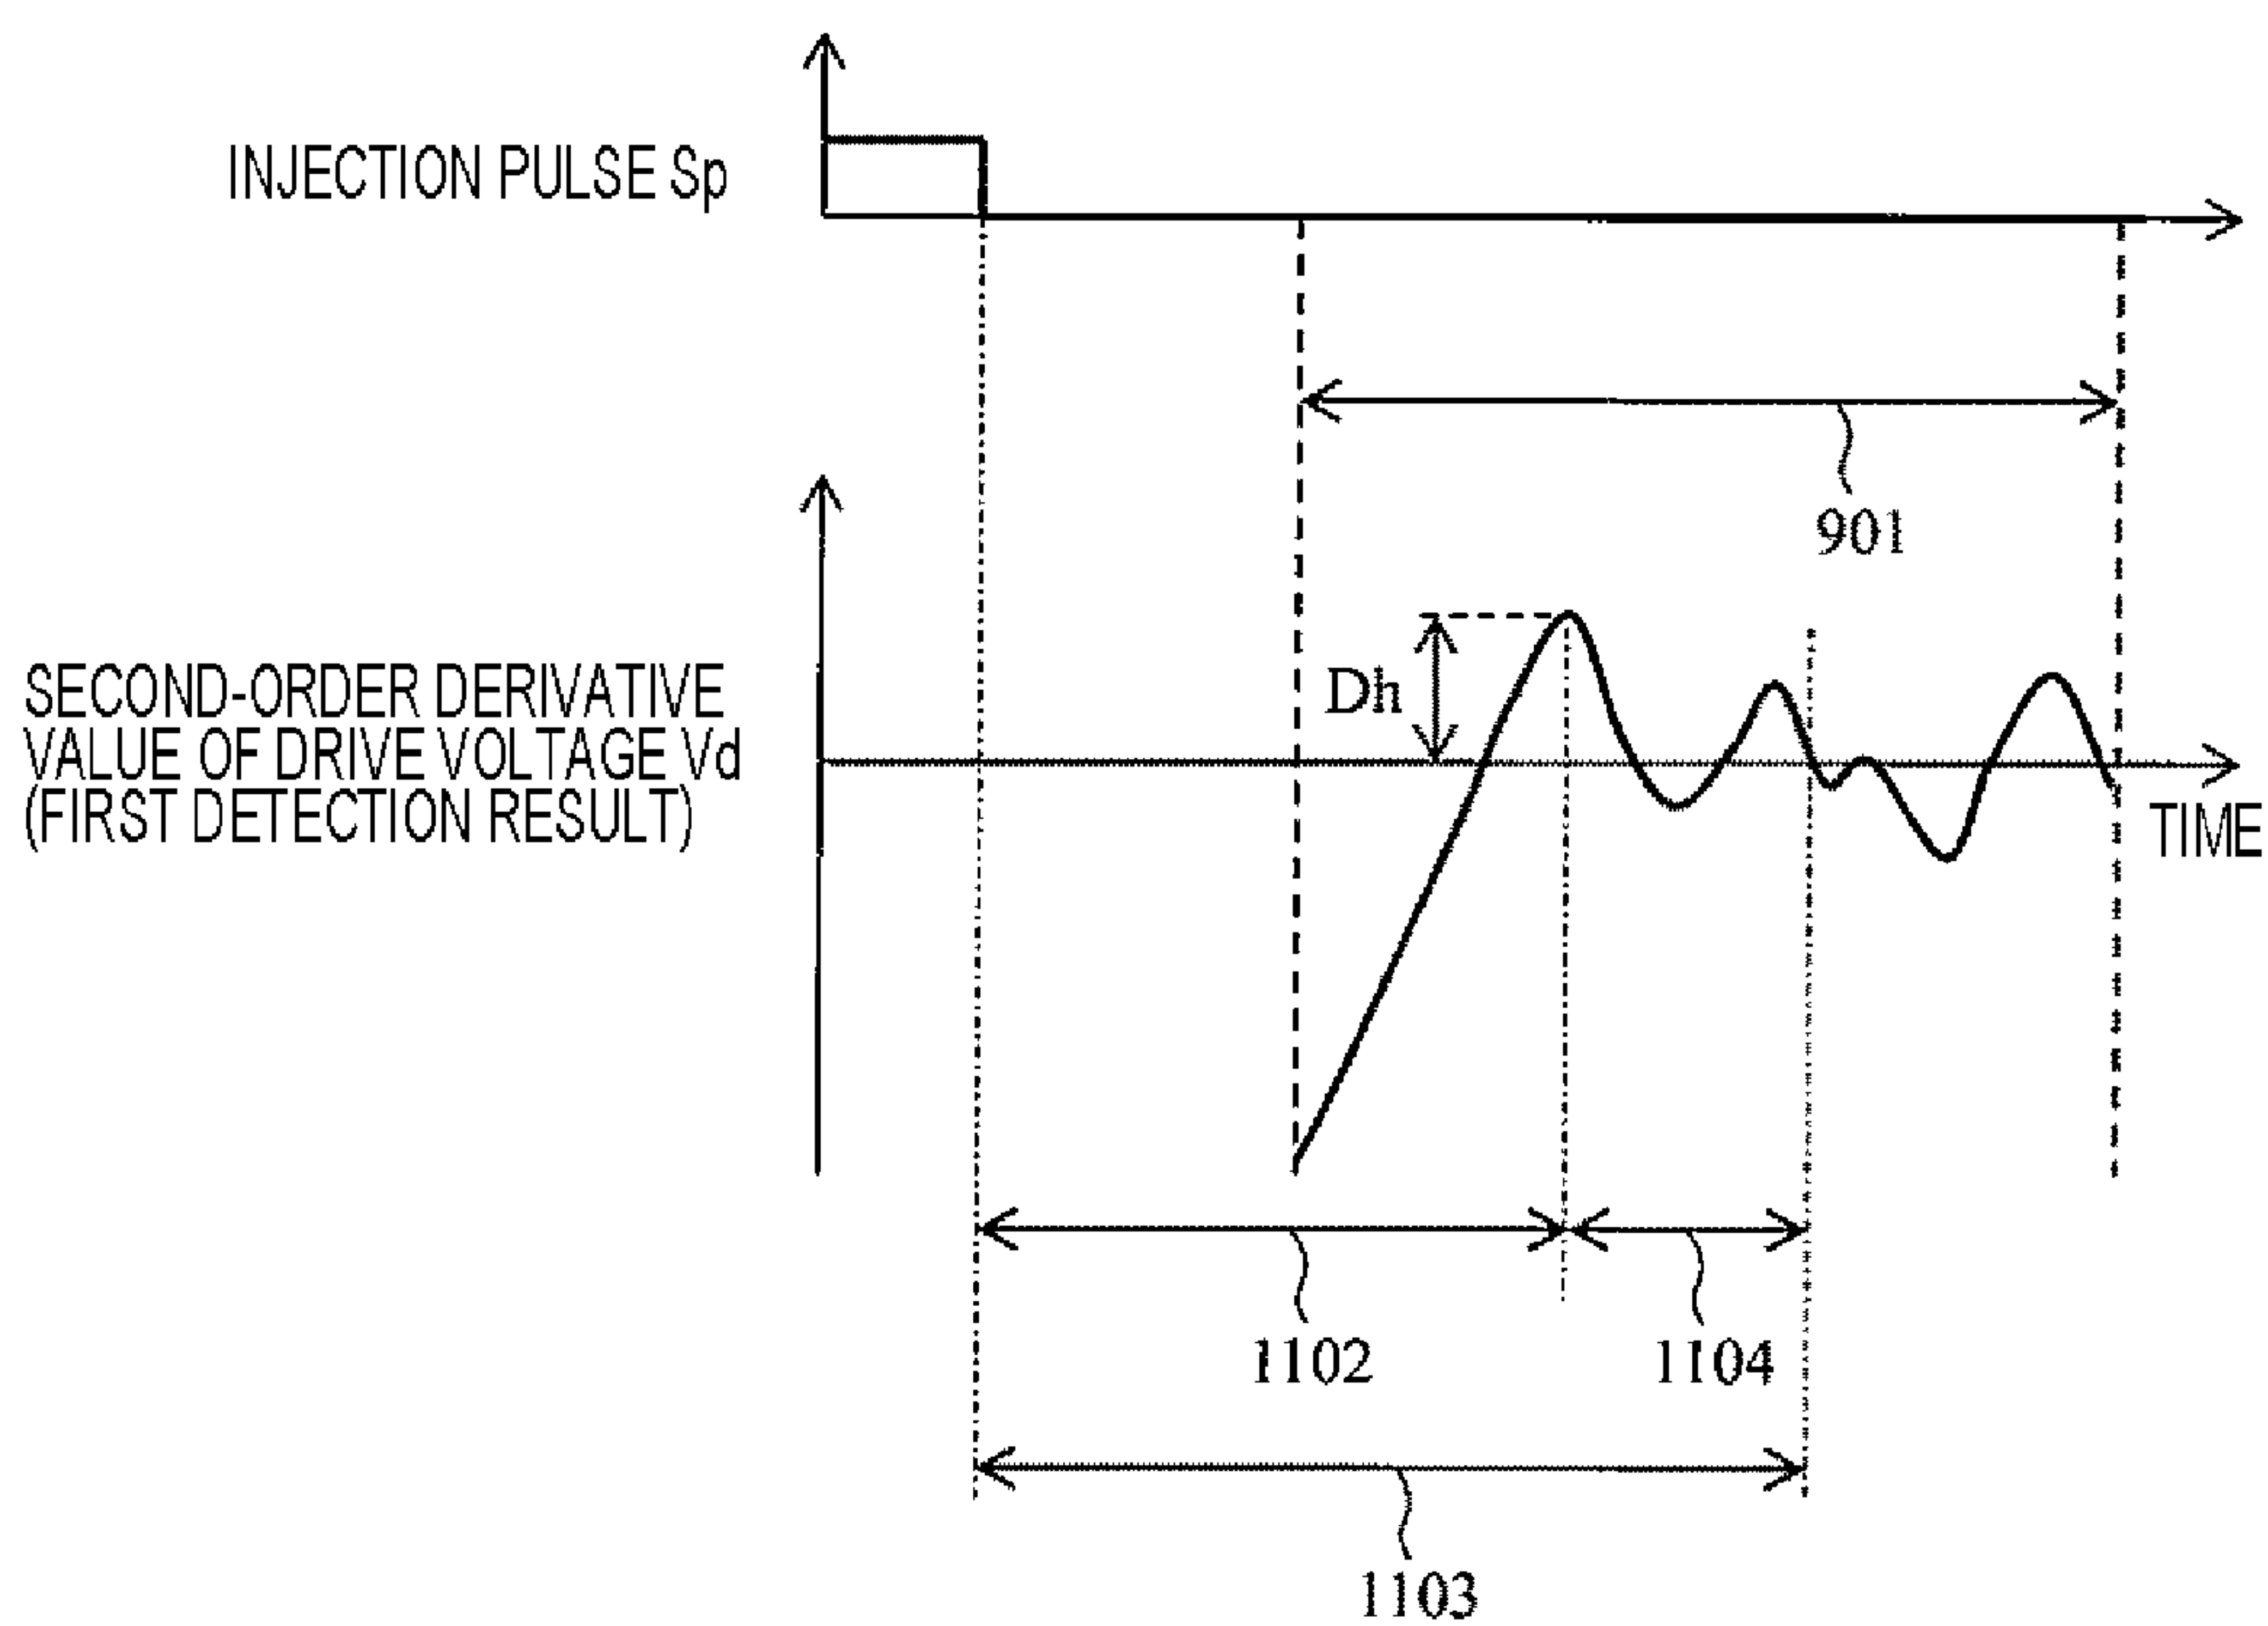 INJECTION PULSE Sp
901
SECOND-ORDER DERIVATIVE
VALUE OF DRIVE VOLTAGE Vd
(FIRST DETECTION RESULT)
Dh
TIME
1102
1104
1103